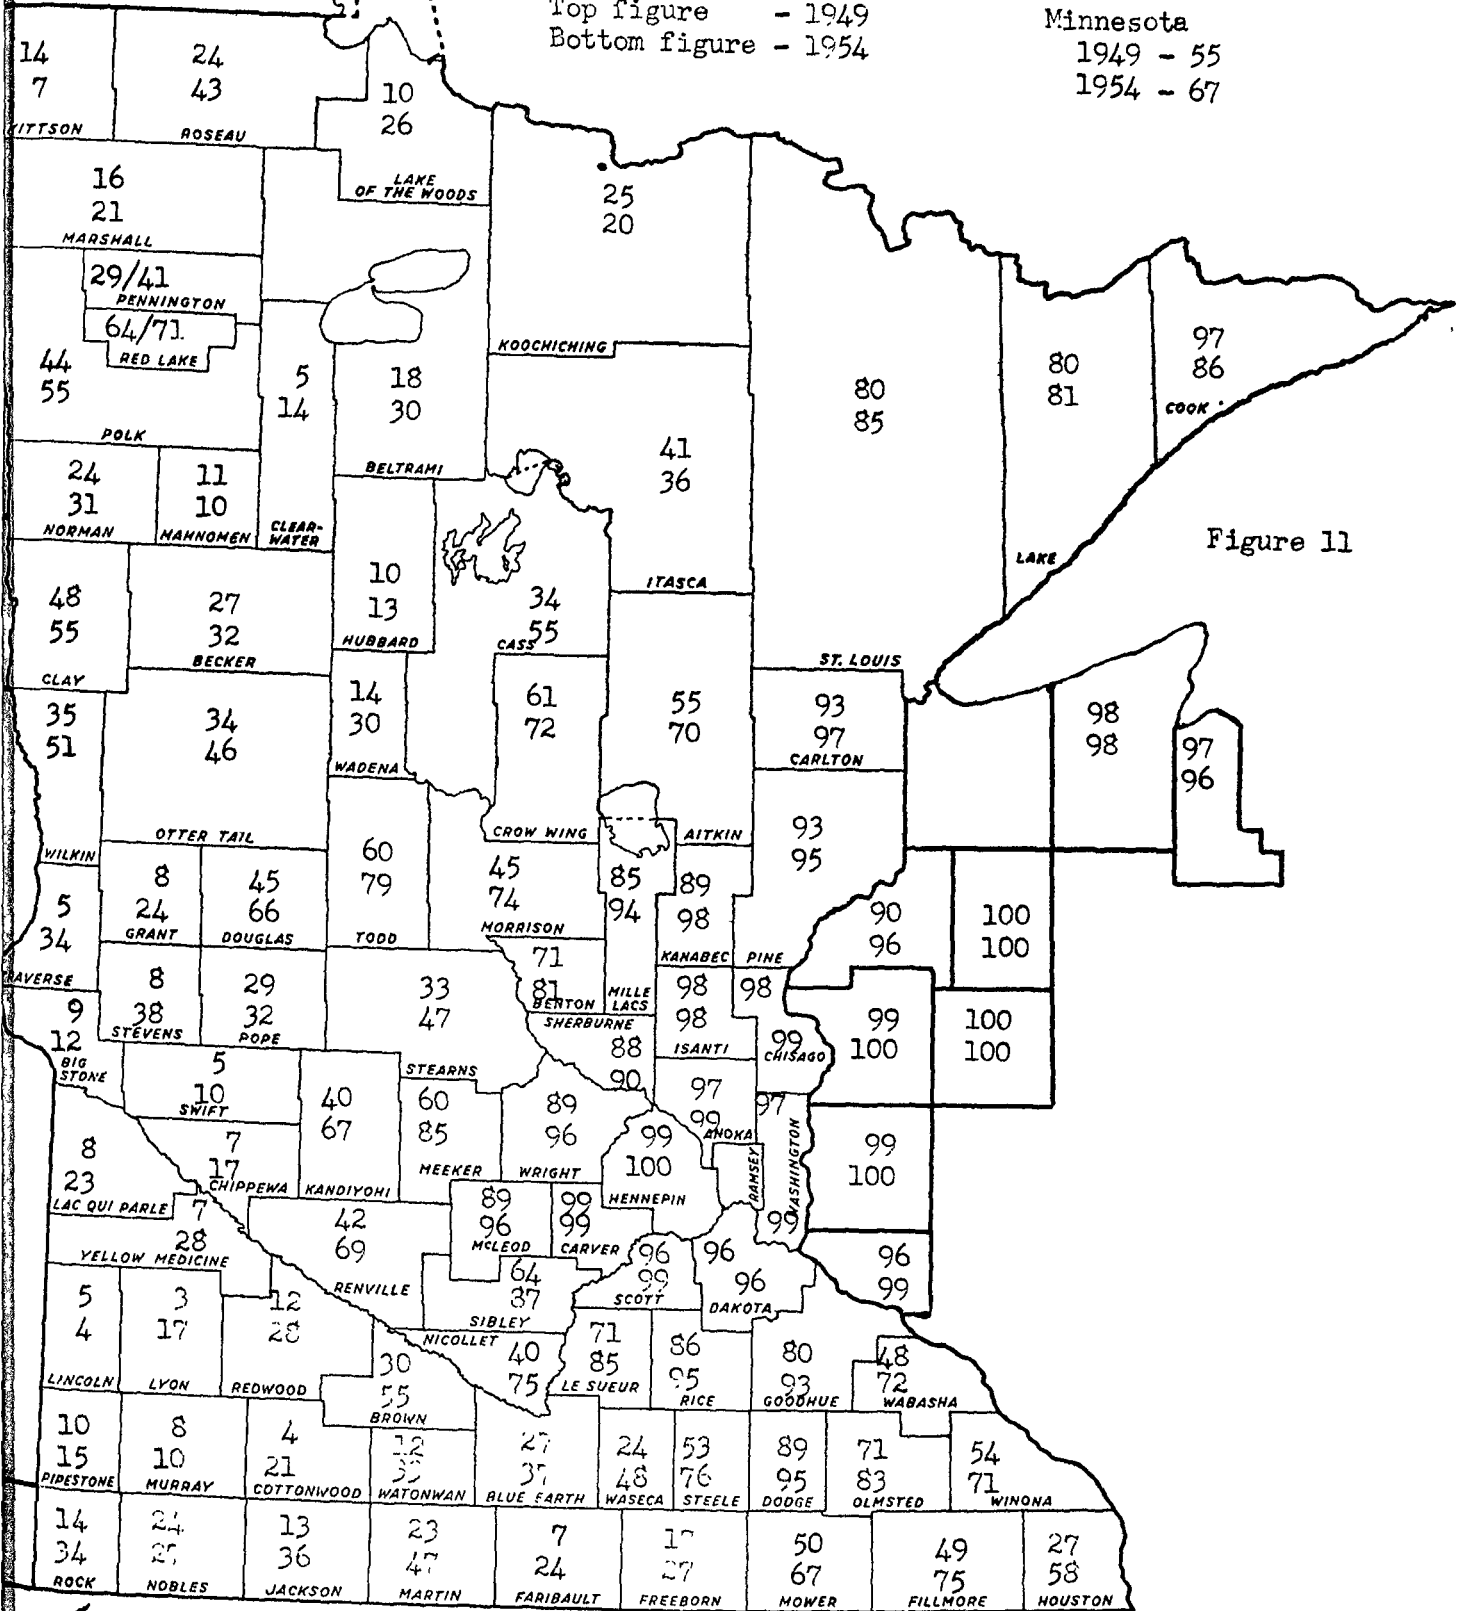 Top figure - 1949
Bottom figure - 1954
Minnesota
1949 - 55
1954 - 67
14
7
24
43
ROSEAU
10
26
LAKE
OF THE WOODS
16
21
MARSHALL
25
20
KOOCHICHING
29/41
PENNINGTON
64/71
RED LAKE
44
55
POLK
5
14
CLEAR-
WATER
18
30
BELTRAMI
41
36
ITASCA
80
85
ST. LOUIS
80
81
LAKE
97
86
COOK
Figure 11
24
31
NORMAN
11
10
MAHNOMEN
48
55
CLAY
27
32
BECKER
10
13
HUBBARD
34
55
CASS
35
51
WILKIN
34
46
OTTER TAIL
14
30
WADENA
61
72
CROW WING
55
70
AITKIN
93
97
CARLTON
98
98
97
96
8
24
GRANT
45
66
DOUGLAS
60
79
TODD
45
74
MORRISON
85
94
MILLE
LACS
89
98
KANABEC
93
95
PINE
90
96
100
100
5
34
RAVERSE
8
38
STEVENS
29
32
POPE
33
47
STEARNS
71
81
BENTON
SHERBURNE
88
90
98
98
ISANTI
98
99
CHISAGO
99
100
100
100
9
12
BIG
STONE
5
10
SWIFT
40
67
KANDIYOHI
60
85
MEEKER
89
96
WRIGHT
99
100
HENNEPIN
97
99
ANOKA
RAMSEY
97
WASHINGTON
99
99
100
8
23
LAC QUI PARLE
7
17
CHIPPEWA
7
28
YELLOW MEDICINE
42
69
RENVILLE
89
96
MCLEOD
99
99
CARVER
64
87
SIBLEY
96
99
SCOTT
96
96
DAKOTA
96
99
5
4
LINCOLN
3
17
LYON
12
28
REDWOOD
30
55
BROWN
NICOLLET
40
75
71
85
LE SUEUR
86
95
RICE
80
93
GOODHUE
48
72
WABASHA
10
15
PIPESTONE
8
10
MURRAY
4
21
COTTONWOOD
12
WATONWAN
BLUE EARTH
24
48
WASECA
53
76
STEELE
89
95
DODGE
71
83
OLMSTED
54
71
WINONA
14
34
ROCK
NOBLES
13
36
JACKSON
23
47
MARTIN
7
24
FARIBAULT
FREEBORN
50
67
MOWER
49
75
FILLMORE
27
58
HOUSTON